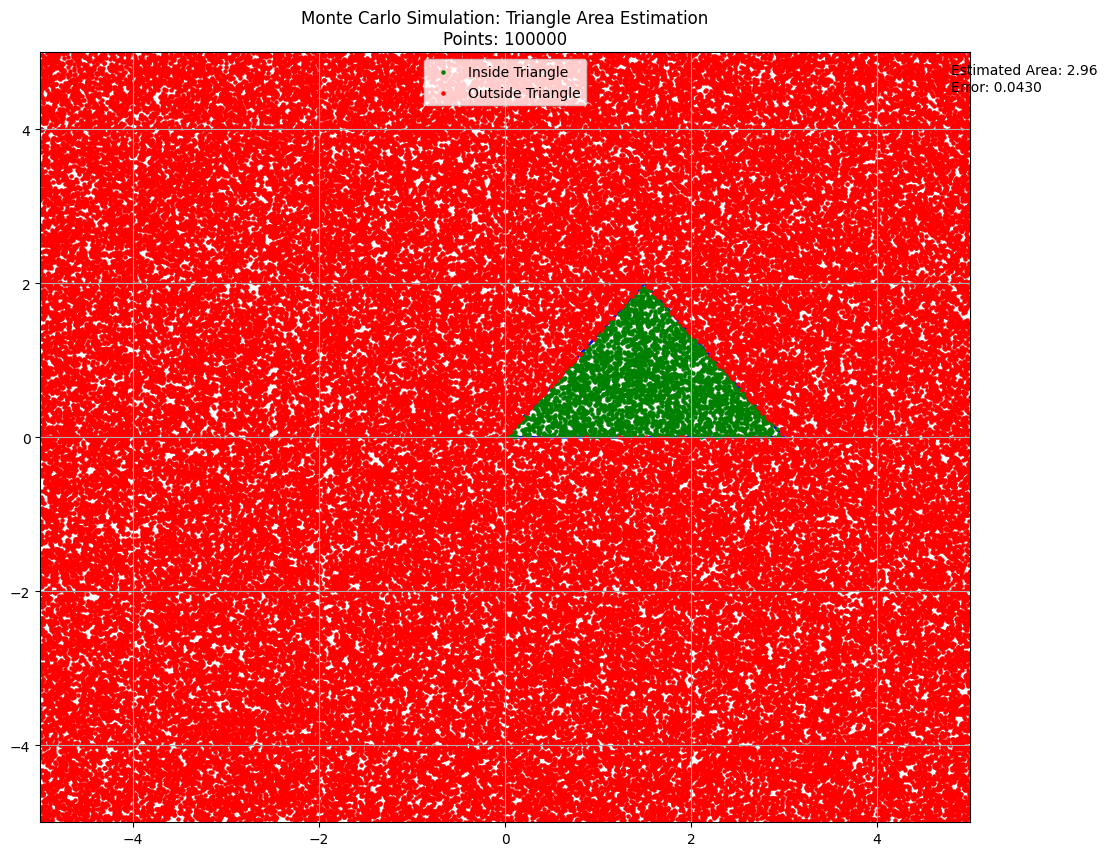 Monte Carlo Simulation: Triangle Area Estimation
Points: 100000
Inside Triangle
Outside Triangle
Estimated Area: 2.96
Error: 0.0430
4
2
0
−2
−4
−4
−2
0
2
4